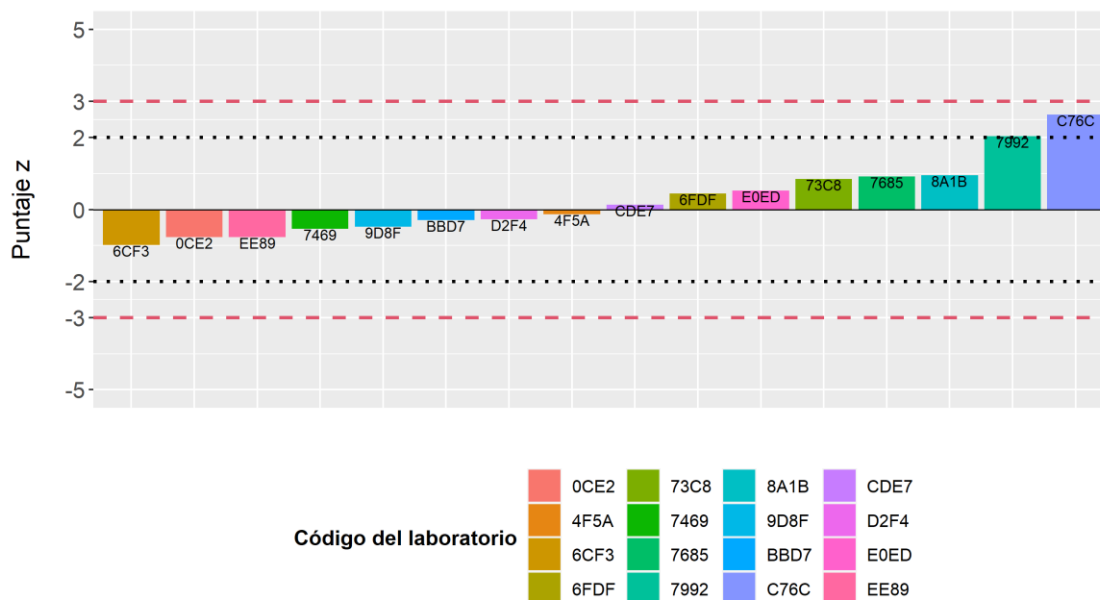 5
3
2
0
-2
-3
-5
Puntaje z
6CF3 0CE2 EE89 7469 9D8F BBD7 D2F4 4F5A CDE7 6FDF E0ED 73C8 7685 8A1B 7992 C76C
Código del laboratorio
0CE2 73C8 8A1B CDE7
4F5A 7469 9D8F D2F4
6CF3 7685 BBD7 E0ED
6FDF 7992 C76C EE89